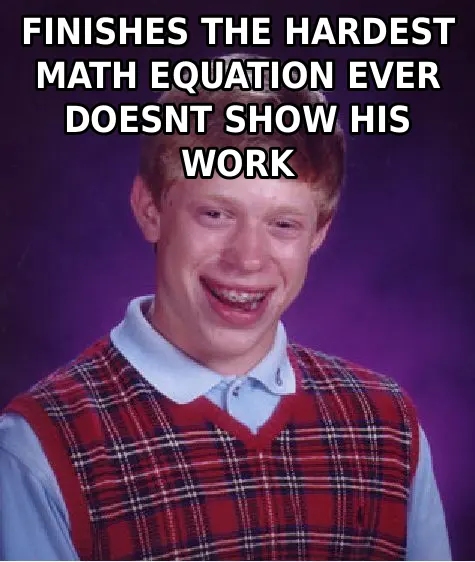 FINISHES THE HARDEST
MATH EQUATION EVER
DOESNT SHOW HIS
WORK